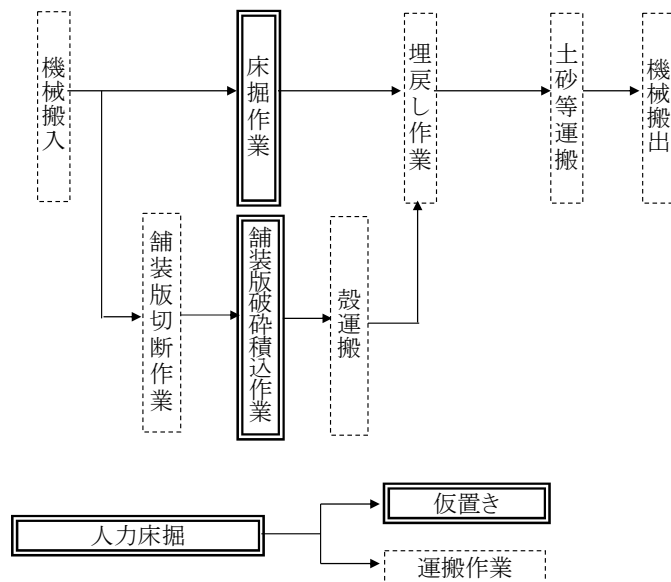 機械搬入
床掘作業
埋戻し作業
土砂等運搬
機械搬出
舗装版切断作業
舗装版破砕積込作業
殻運搬
人力床掘
仮置き
運搬作業